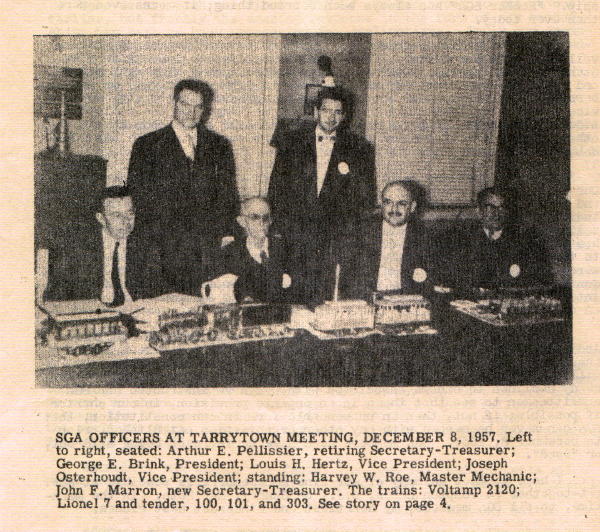 SGA OFFICERS AT TARRYTOWN MEETING, DECEMBER 8, 1957. Left
to right, seated: Arthur E. Pellissier, retiring Secretary-Treasurer;
George E. Brink, President; Louis H. Hertz, Vice President; Joseph
Osterhoudt, Vice President; standing: Harvey W. Roe, Master Mechanic;
John F. Marron, new Secretary-Treasurer. The trains: Voltamp 2120;
Lionel 7 and tender, 100, 101, and 303. See story on page 4.